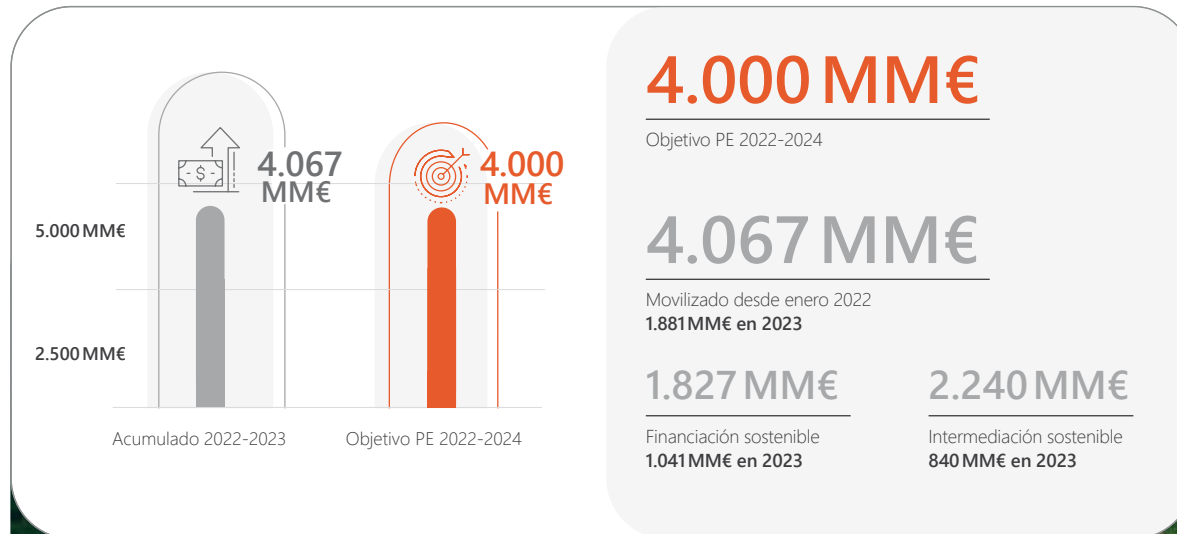 4.067
MM€
4.000
MM€
5.000 MM€
2.500 MM€
Acumulado 2022-2023
Objetivo PE 2022-2024
4.000 MM€
Objetivo PE 2022-2024
4.067 MM€
Movilizado desde enero 2022
1.881 MM€ en 2023
1.827 MM€
Financiación sostenible
1.041 MM€ en 2023
2.240 MM€
Intermediación sostenible
840 MM€ en 2023